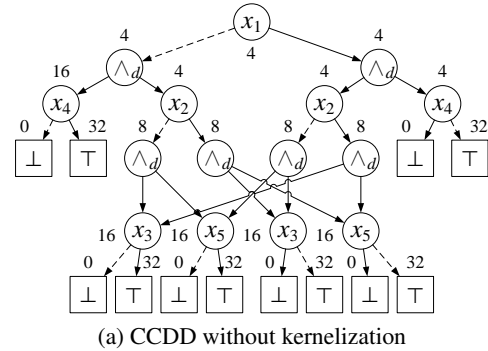 x₁
4
4 4
∧d ∧d
16 4 4 4
x₄ x₂ x₂ x₄
0 32 8 8 8 8 0 32
⊥ ⊤ ∧d ∧d ∧d ∧d ⊥ ⊤
x₃ x₅ x₃ x₅
16 16 16 16
0 32 0 32 0 32 0 32
⊥ ⊤ ⊥ ⊤ ⊥ ⊤ ⊥ ⊤
(a) CCDD without kernelization